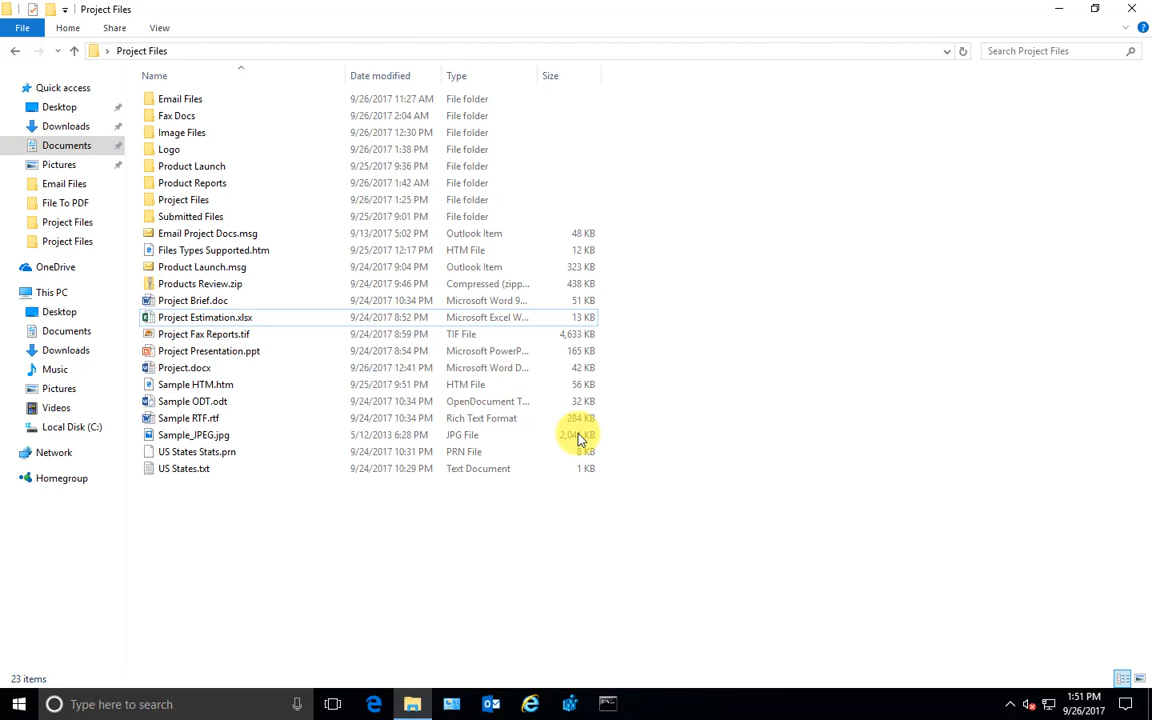 Project Files
File Home Share View
Project Files
Search Project Files
Name Date modified Type Size
Quick access
Desktop
Downloads
Documents
Pictures
Email Files
File To PDF
Project Files
Project Files
OneDrive
This PC
Desktop
Documents
Downloads
Music
Pictures
Videos
Local Disk (C:)
Network
Homegroup
Email Files 9/26/2017 11:27 AM File folder
Fax Docs 9/26/2017 2:04 AM File folder
Image Files 9/26/2017 12:30 PM File folder
Logo 9/26/2017 1:38 PM File folder
Product Launch 9/25/2017 9:36 PM File folder
Product Reports 9/26/2017 1:42 AM File folder
Project Files 9/26/2017 1:25 PM File folder
Submitted Files 9/25/2017 9:01 PM File folder
Email Project Docs.msg 9/13/2017 5:02 PM Outlook Item 48 KB
Files Types Supported.htm 9/25/2017 12:17 PM HTM File 12 KB
Product Launch.msg 9/24/2017 9:04 PM Outlook Item 323 KB
Products Review.zip 9/24/2017 9:46 PM Compressed (zipp... 438 KB
Project Brief.doc 9/24/2017 10:34 PM Microsoft Word 9... 51 KB
Project Estimation.xlsx 9/24/2017 8:52 PM Microsoft Excel W... 13 KB
Project Fax Reports.tif 9/24/2017 8:59 PM TIF File 4,633 KB
Project Presentation.ppt 9/24/2017 8:54 PM Microsoft PowerP... 165 KB
Project.docx 9/26/2017 12:41 PM Microsoft Word D... 42 KB
Sample HTM.htm 9/25/2017 9:51 PM HTM File 56 KB
Sample ODT.odt 9/24/2017 10:34 PM OpenDocument T... 32 KB
Sample RTF.rtf 9/24/2017 10:34 PM Rich Text Format 284 KB
Sample_JPEG.jpg 5/12/2013 6:28 PM JPG File KB
US States Stats.prn 9/24/2017 10:31 PM PRN File 8 KB
US States.txt 9/24/2017 10:29 PM Text Document 1 KB
23 items
Type here to search
1:51 PM
9/26/2017